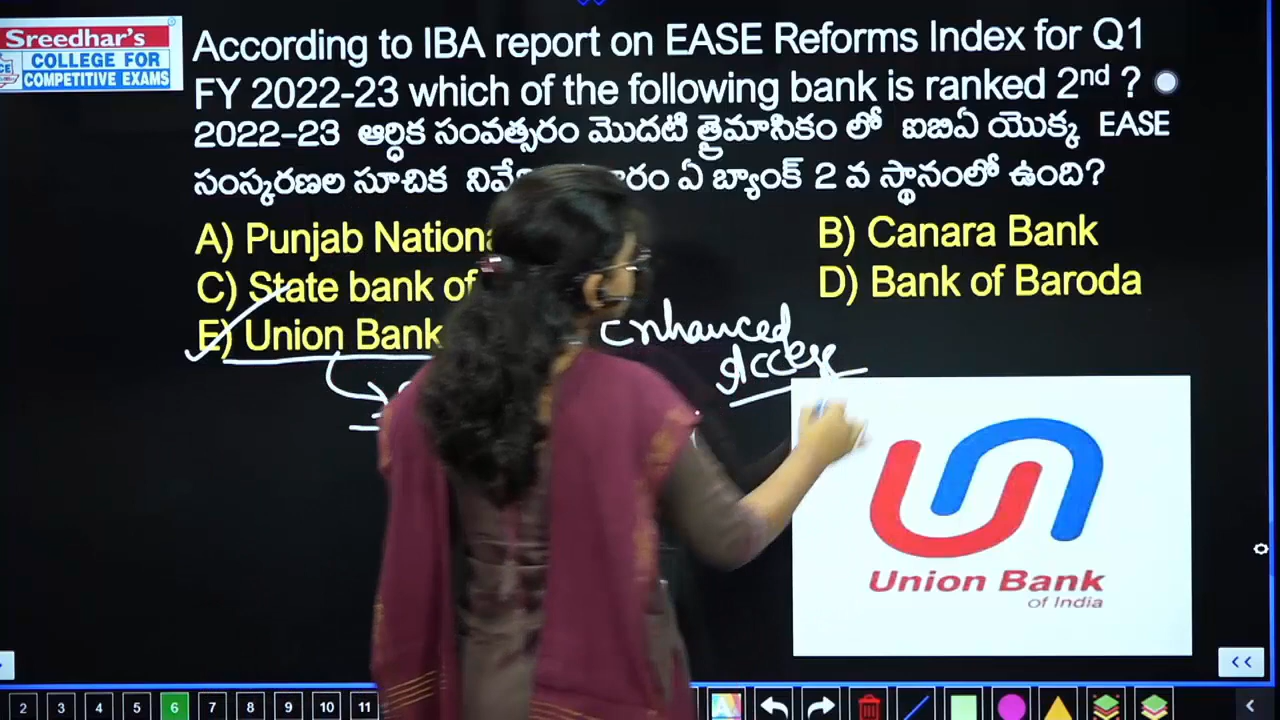 Sreedhar's
COLLEGE FOR
CE COMPETITIVE EXAMS
According to IBA report on EASE Reforms Index for Q1
FY 2022-23 which of the following bank is ranked 2nd ?
2022-23 ఆర్థిక సంవత్సరం మొదటి త్రైమాసికం లో ఐబిఏ యొక్క EASE
సంస్కరణల సూచిక ఏ బ్యాంక్ 2 వ స్థానంలో ఉంది?
A) Punjab
B) Canara Bank
C) State bank of
D) Bank of Baroda
E) Union Bank
Enhanced
Access
Union Bank
of India
2 3 4 5 6 7 8 9 10 11